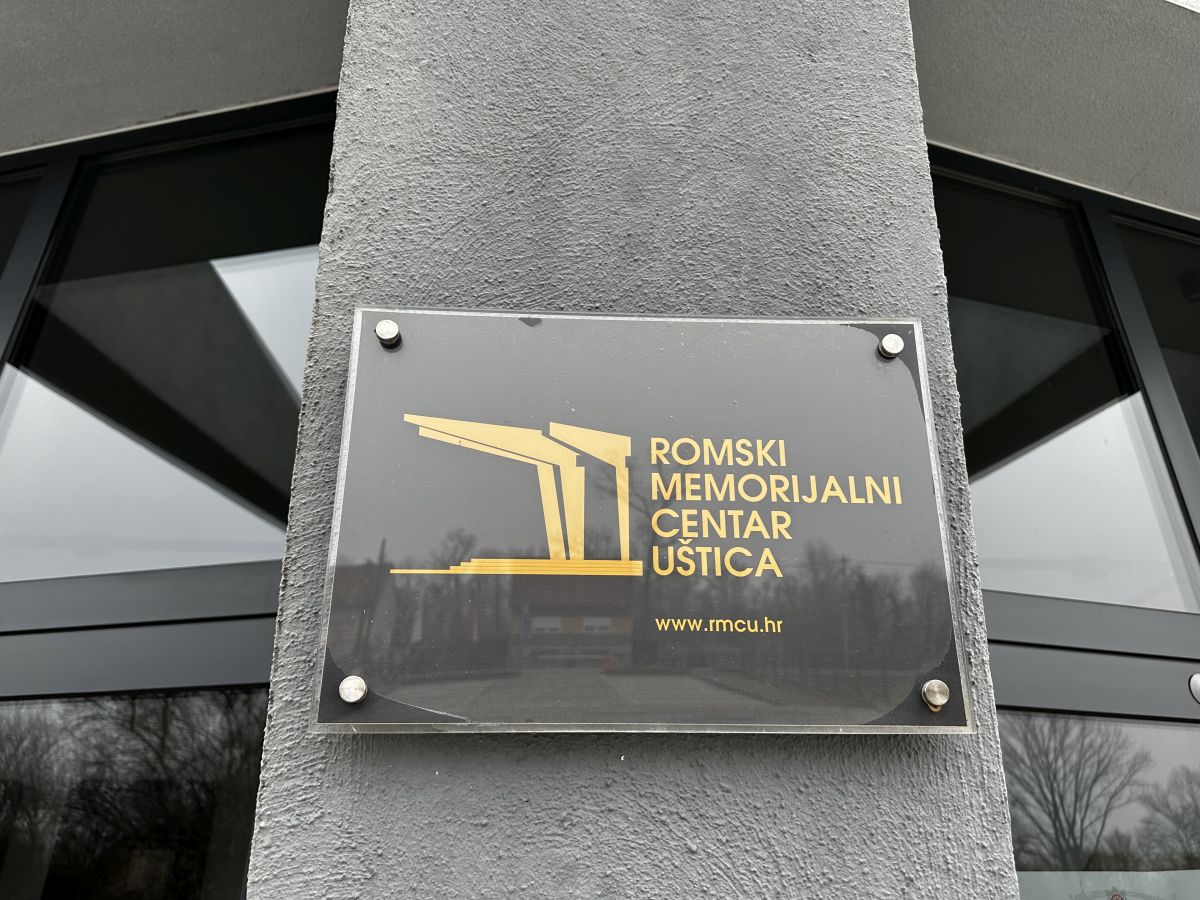 ROMSKI
MEMORIJALNI
CENTAR
UŠTICA
www.rmcu.hr